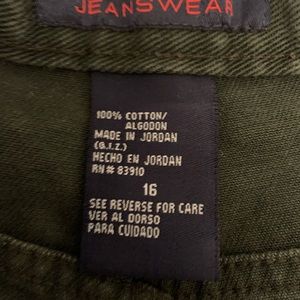 JEANSWEAR
100% COTTON/
ALGODON
MADE IN JORDAN
(Q.I.Z.)
HECHO EN JORDAN
RN# 83910
16
SEE REVERSE FOR CARE
VER AL DORSO
PARA CUIDADO